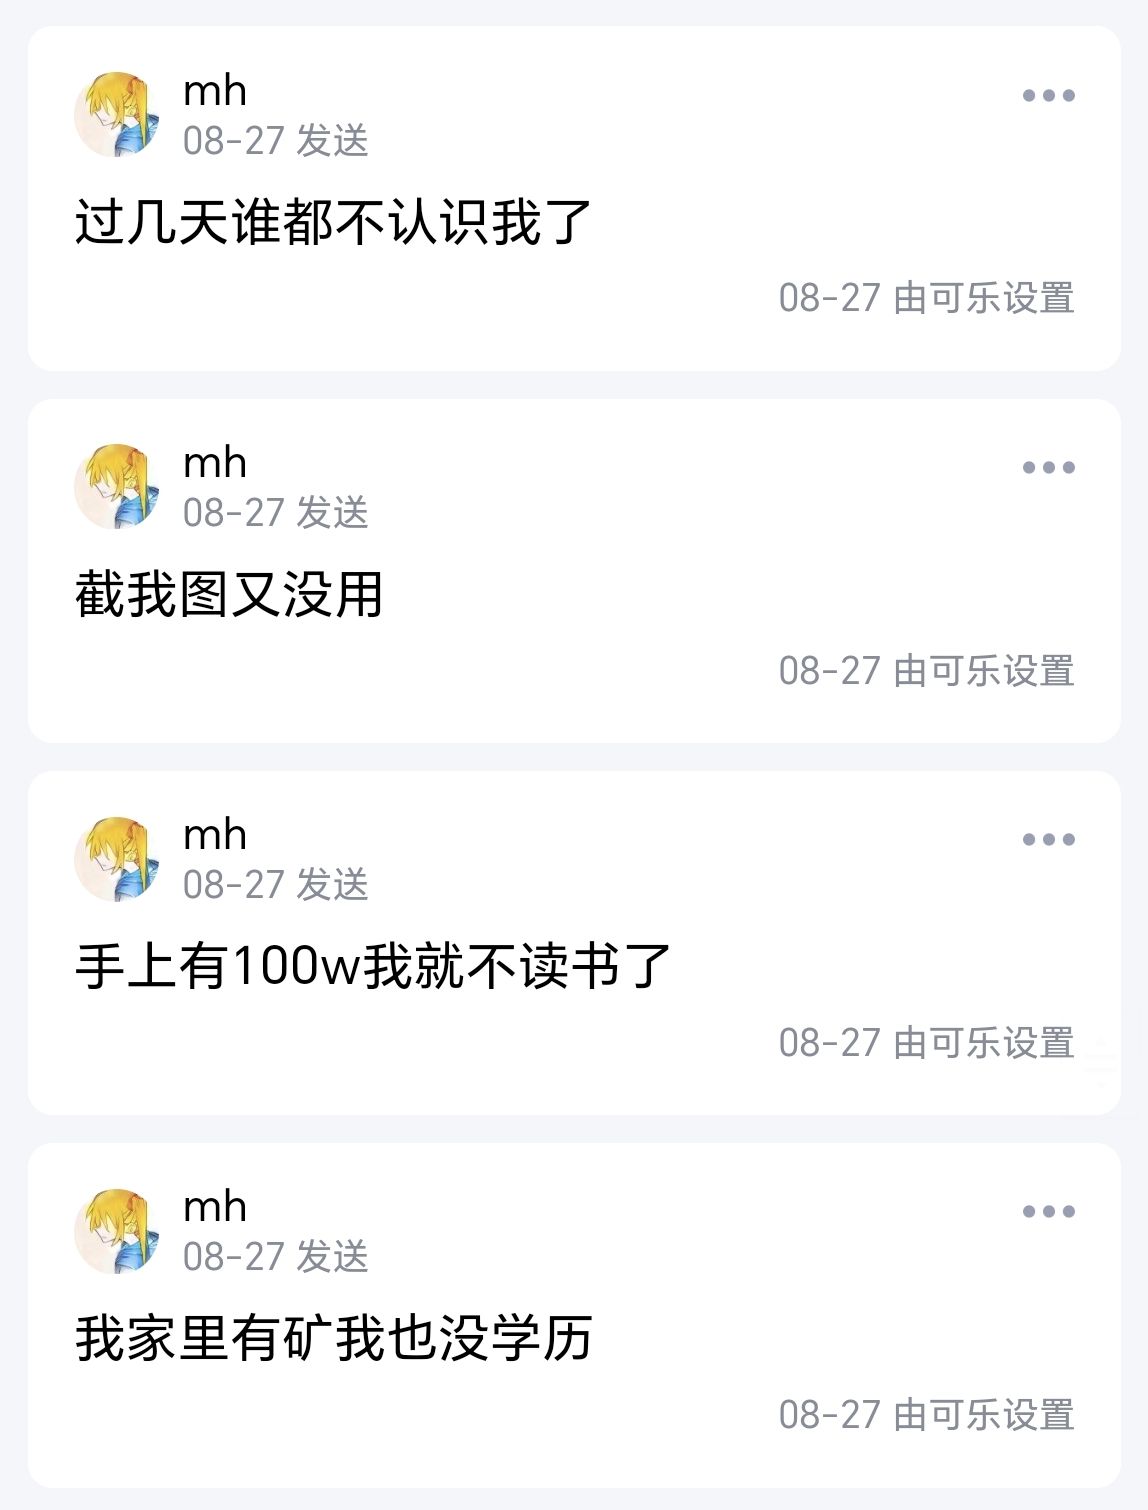 mh
08-27 发送
过几天谁都不认识我了
08-27 由可乐设置
mh
08-27 发送
截我图又没用
08-27 由可乐设置
mh
08-27 发送
手上有100w我就不读书了
08-27 由可乐设置
mh
08-27 发送
我家里有矿我也没学历
08-27 由可乐设置